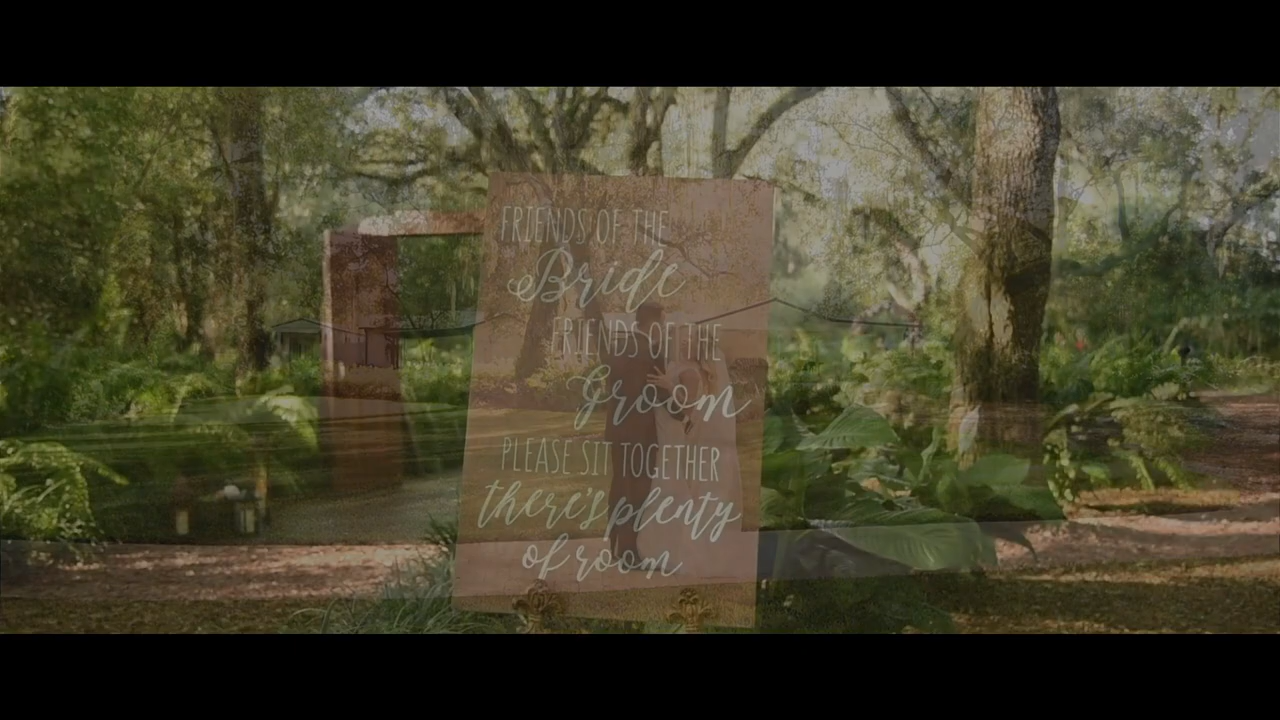 FRIENDS OF THE
Bride
FRIENDS OF THE
Groom
PLEASE SIT TOGETHER
there's plenty
of room